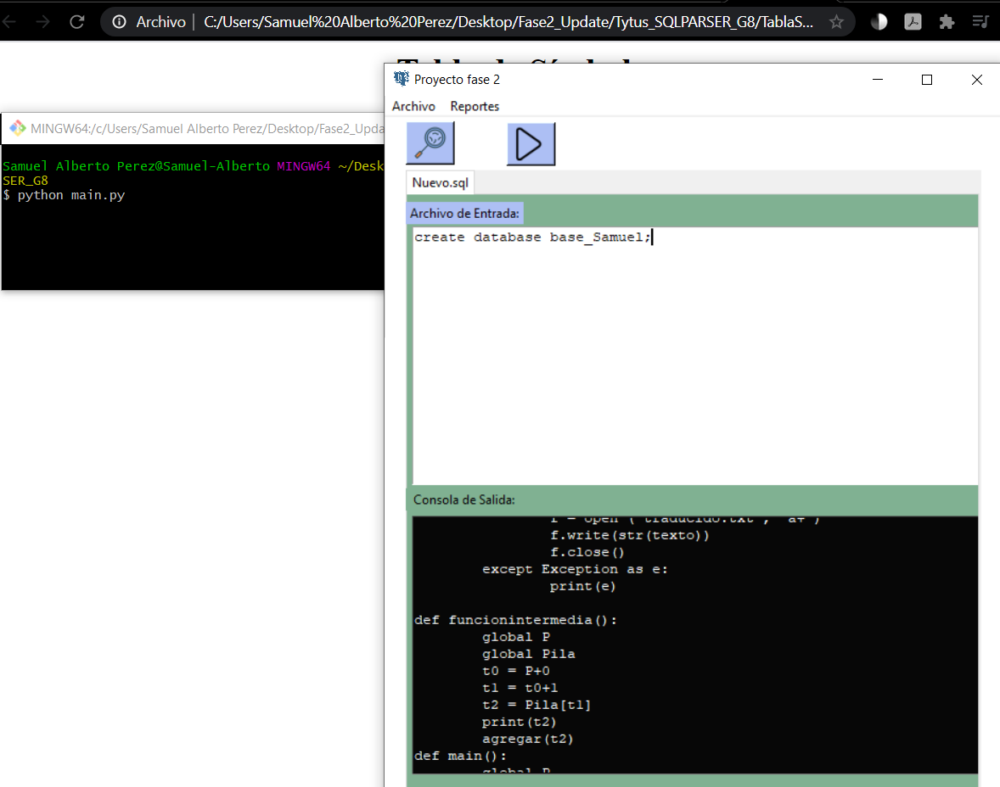 Archivo | C:/Users/Samuel%20Alberto%20Perez/Desktop/Fase2_Update/Tytus_SQLPARSER_G8/TablaS...
Proyecto fase 2
Archivo Reportes
MINGW64:/c/Users/Samuel Alberto Perez/Desktop/Fase2_Upda
Samuel Alberto Perez@Samuel-Alberto MINGW64 ~/Desk
SER_G8
$ python main.py
Nuevo.sql
Archivo de Entrada:
create database base_Samuel;
Consola de Salida:
f = open ("traducido.txt", "a+")
f.write(str(texto))
f.close()
except Exception as e:
print(e)
def funcionintermedia():
global P
global Pila
t0 = P+0
t1 = t0+1
t2 = Pila[t1]
print(t2)
agregar(t2)
def main():
global P